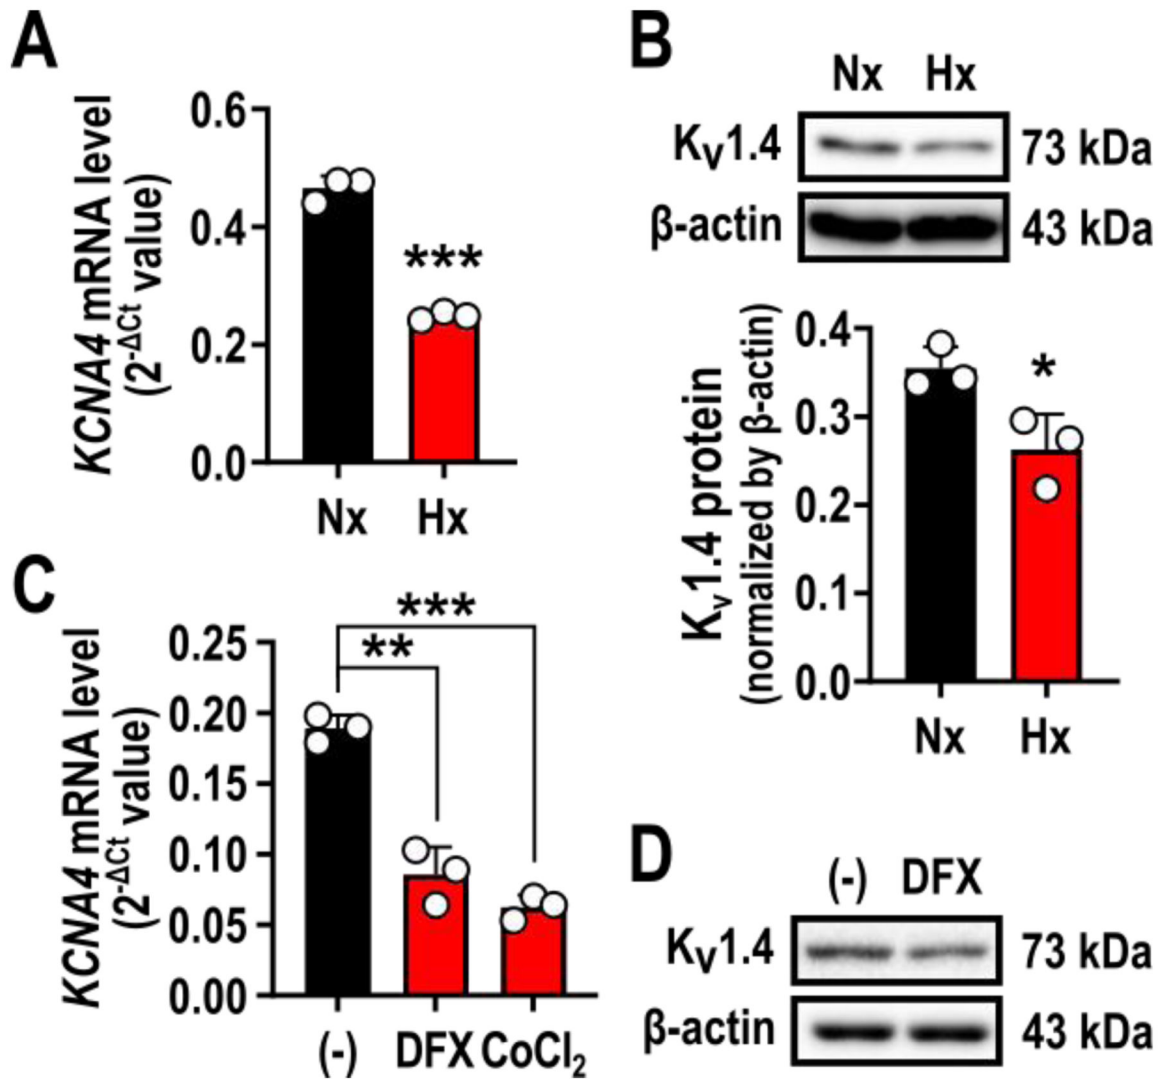 A
KCNA4 mRNA level
(2-ΔCt value)
0.6
0.4
0.2
0.0
***
Nx
Hx
B
Nx Hx
Kv1.4 73 kDa
β-actin 43 kDa
Kv1.4 protein
(normalized by β-actin)
0.4
0.3
0.2
0.1
0.0
*
Nx
Hx
C
KCNA4 mRNA level
(2-ΔCt value)
0.25
0.20
0.15
0.10
0.05
0.00
***
**
(-) DFX CoCl2
D
(-) DFX
Kv1.4 73 kDa
β-actin 43 kDa